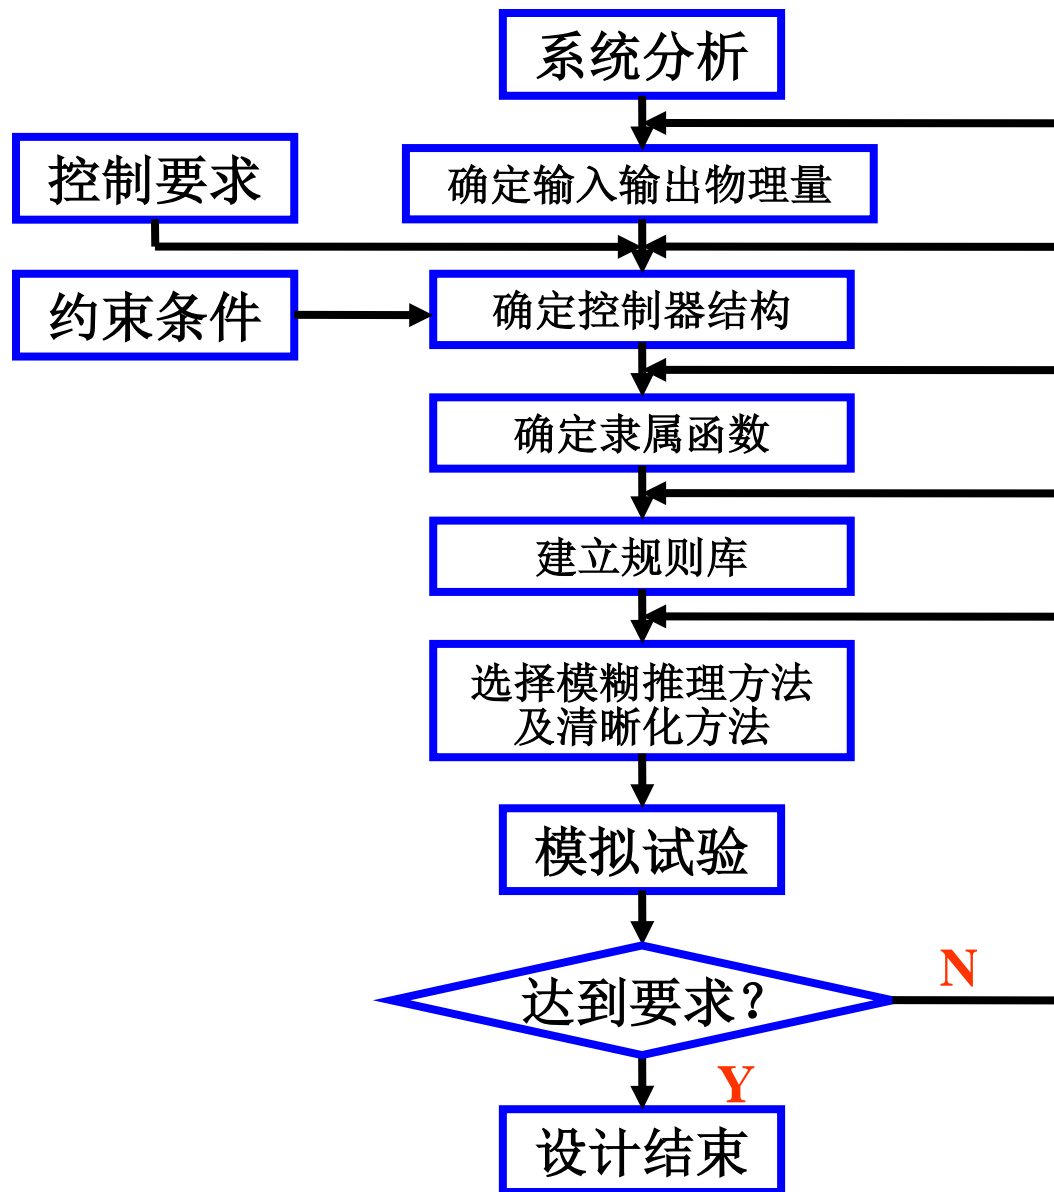 系统分析
控制要求
确定输入输出物理量
约束条件
确定控制器结构
确定隶属函数
建立规则库
选择模糊推理方法
及清晰化方法
模拟试验
达到要求？
N
Y
设计结束